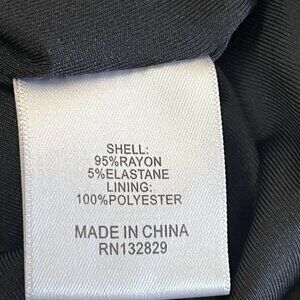 SHELL:
95%RAYON
5%ELASTANE
LINING:
100%POLYESTER
MADE IN CHINA
RN132829